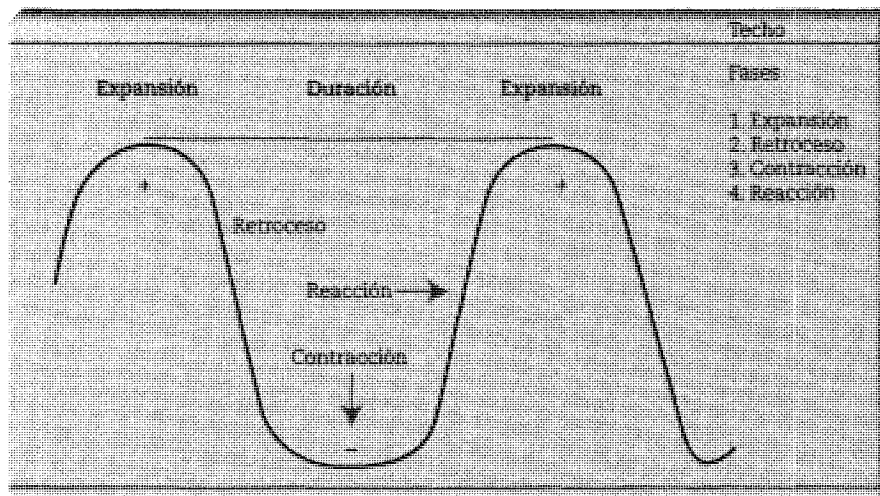 Techo
Fases
Expansión Duración Expansión
1. Expansión
2. Retroceso
3. Contracción
4. Reacción
+ +
Retroceso
Reacción
Contracción
−